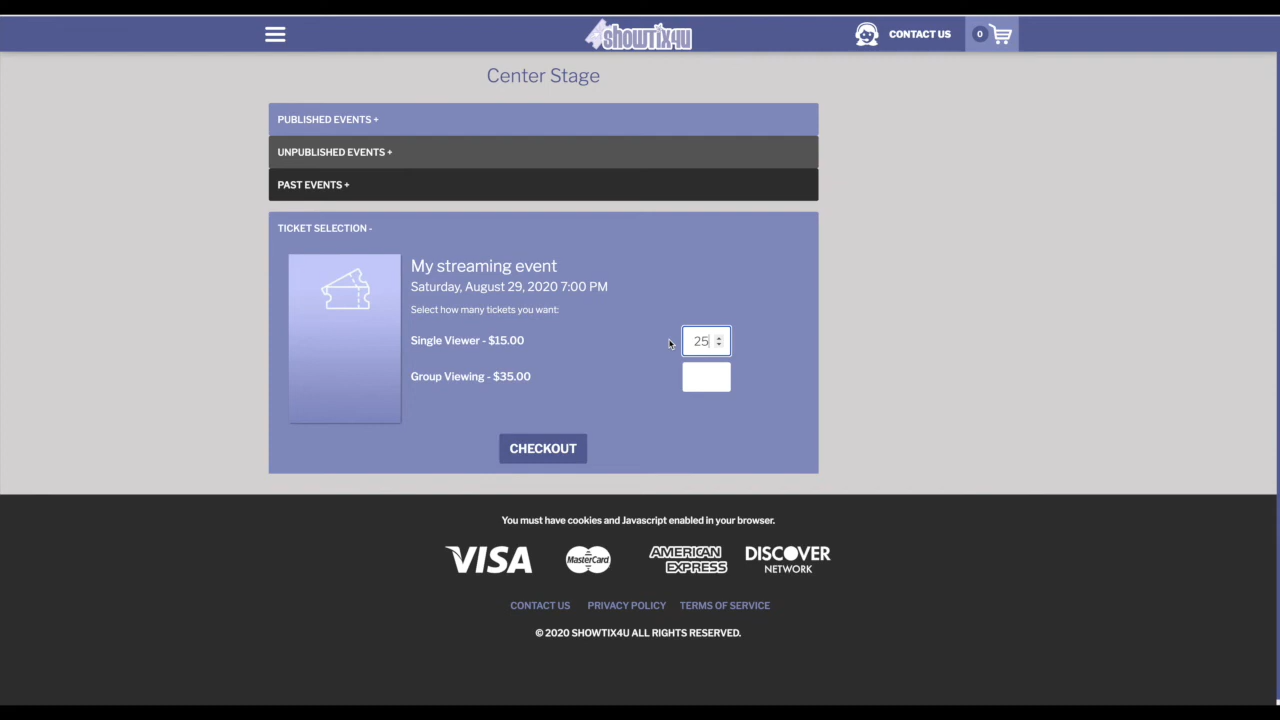 showtix4u
CONTACT US
0
Center Stage
PUBLISHED EVENTS +
UNPUBLISHED EVENTS +
PAST EVENTS +
TICKET SELECTION -
My streaming event
Saturday, August 29, 2020 7:00 PM
Select how many tickets you want:
Single Viewer - $15.00
25
Group Viewing - $35.00
CHECKOUT
You must have cookies and Javascript enabled in your browser.
VISA
MasterCard
AMERICAN
EXPRESS
DISCOVER
NETWORK
CONTACT US
PRIVACY POLICY
TERMS OF SERVICE
© 2020 SHOWTIX4U ALL RIGHTS RESERVED.